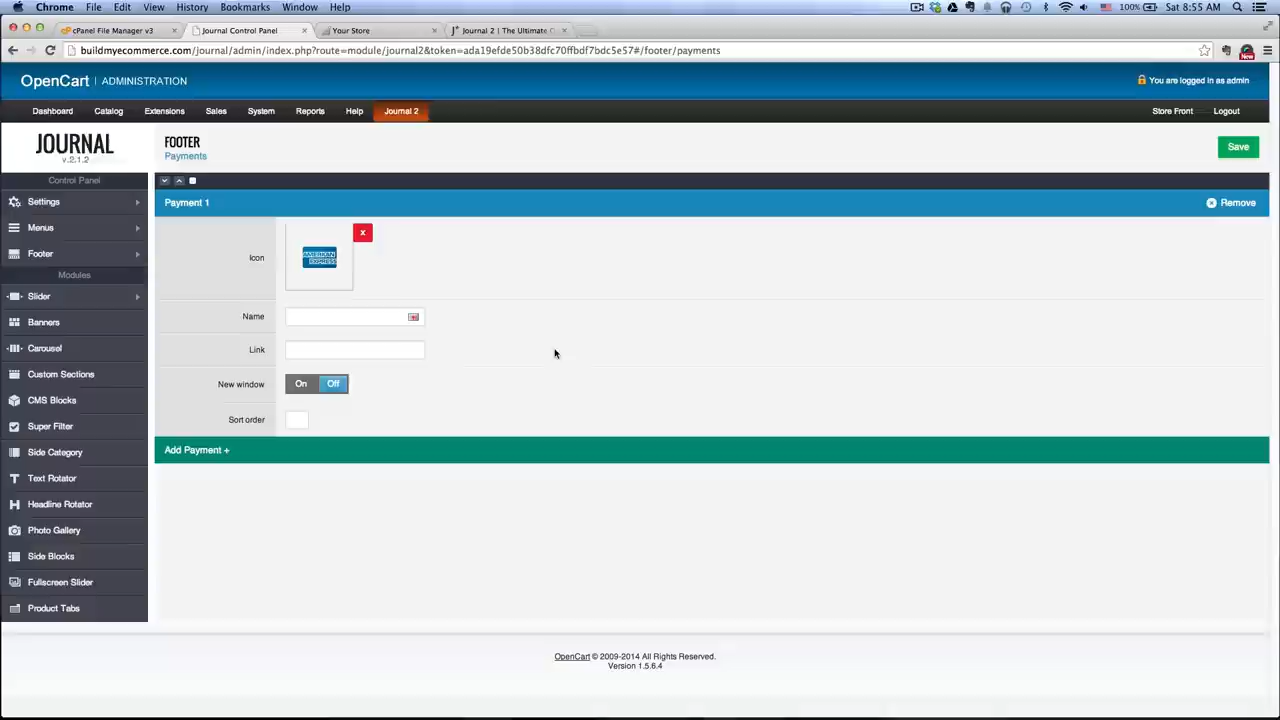 Chrome File Edit View History Bookmarks Window Help 100% Sat 8:55 AM
cPanel File Manager v3 Journal Control Panel Your Store Journal 2 | The Ultimate O
buildmyecommerce.com/journal/admin/index.php?route=module/journal2&token=ada19efde50b38dfc70ffbdf7bdc5e57#/footer/payments
New
OpenCart | ADMINISTRATION You are logged in as admin
Dashboard Catalog Extensions Sales System Reports Help Journal 2 Store Front Logout
JOURNAL
v.2.1.2
FOOTER
Payments
Save
Control Panel
Settings
Menus
Footer
Modules
Slider
Banners
Carousel
Custom Sections
CMS Blocks
Super Filter
Side Category
Text Rotator
Headline Rotator
Photo Gallery
Side Blocks
Fullscreen Slider
Product Tabs
Payment 1 Remove
Icon
AMERICAN
EXPRESS
x
Name
Link
New window On Off
Sort order
Add Payment +
OpenCart © 2009-2014 All Rights Reserved.
Version 1.5.6.4